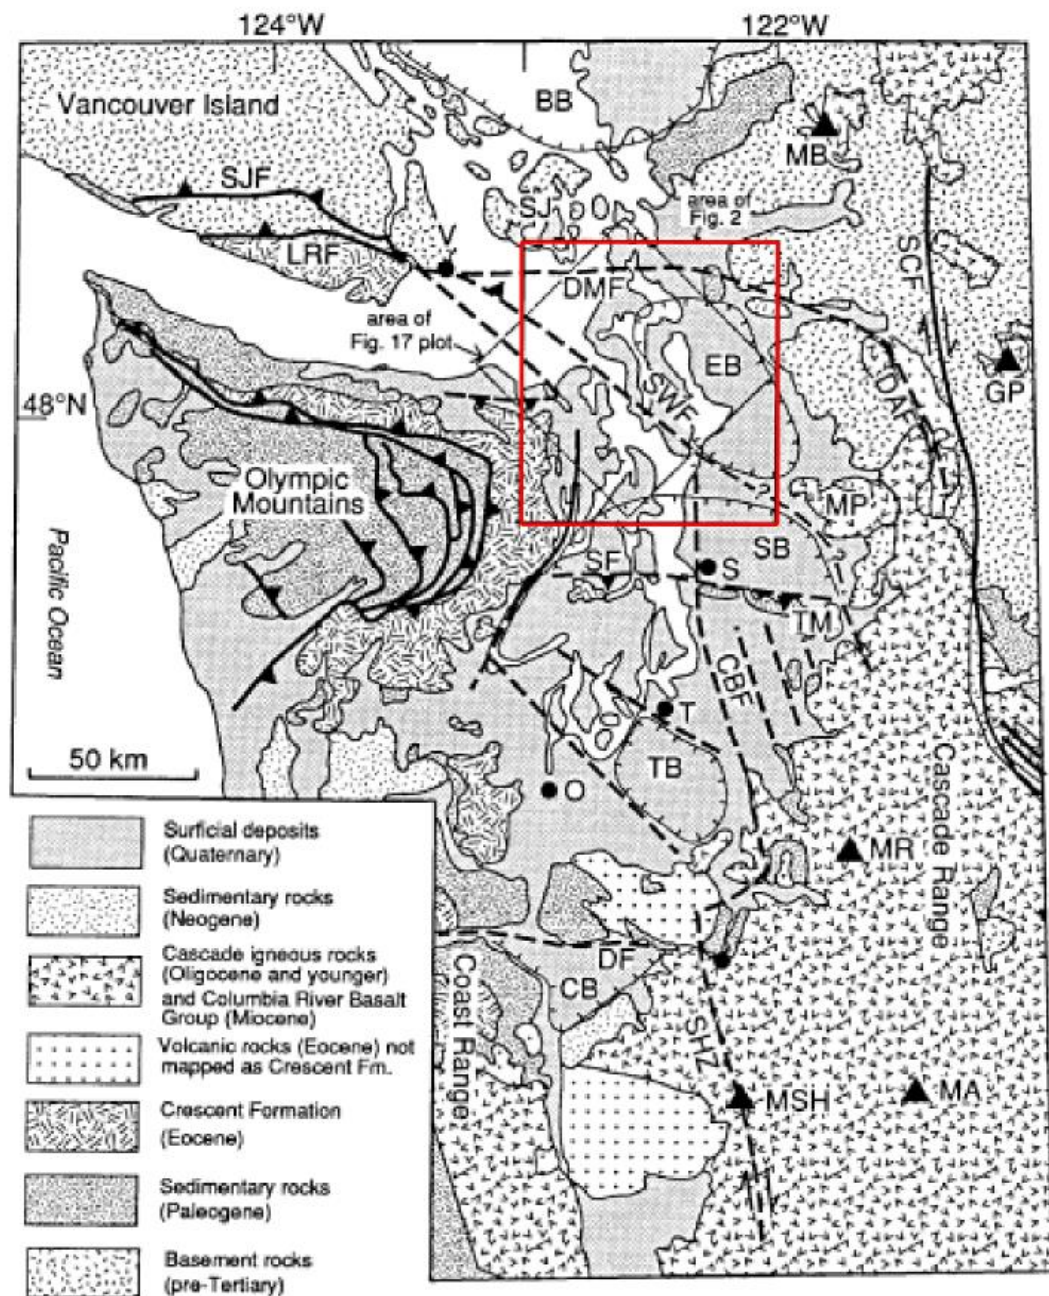 124°W
122°W
Vancouver Island
BB
MB
SJF
SJ
area of
Fig. 2
V
SCF
LRF
DMF
area of
Fig. 17 plot
EB
DAF
GP
48°N
SWF
Olympic
Mountains
MP
Pacific Ocean
SB
SF
S
TM
CBF
T
50 km
TB
O
Cascade Range
MR
Surficial deposits
(Quaternary)
Sedimentary rocks
(Neogene)
Cascade igneous rocks
(Oligocene and younger)
and Columbia River Basalt
Group (Miocene)
Coast Range
DF
CB
SHZ
Volcanic rocks (Eocene) not
mapped as Crescent Fm.
MSH
MA
Crescent Formation
(Eocene)
Sedimentary rocks
(Paleogene)
Basement rocks
(pre-Tertiary)